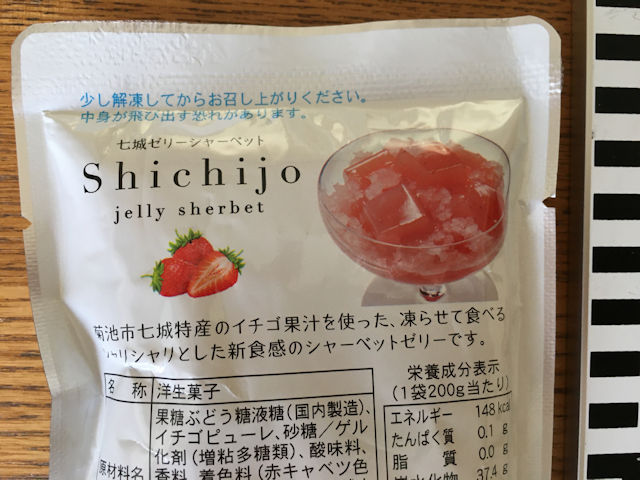 少し解凍してからお召し上がりください。
中身が飛び出す恐れがあります。
七城ゼリーシャーベット
Shichijo
jelly sherbet
菊池市七城特産のイチゴ果汁を使った、凍らせて食べる
シャリシャリとした新食感のシャーベットゼリーです。
名 称 洋生菓子
原材料名 果糖ぶどう糖液糖(国内製造)、
イチゴピューレ、砂糖／ゲル
化剤(増粘多糖類)、酸味料、
香料、着色料(赤キャベツ色
栄養成分表示
(1袋200g当たり)
エネルギー 148 kcal
たんぱく質 0.1 g
脂 質 0.0 g
炭水化物 37.4 g